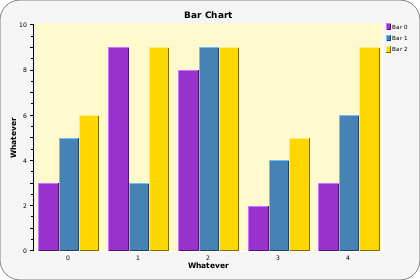 Bar Chart
Bar 0
Bar 1
Bar 2
Whatever
10
8
6
4
2
0
0 1 2 3 4
Whatever